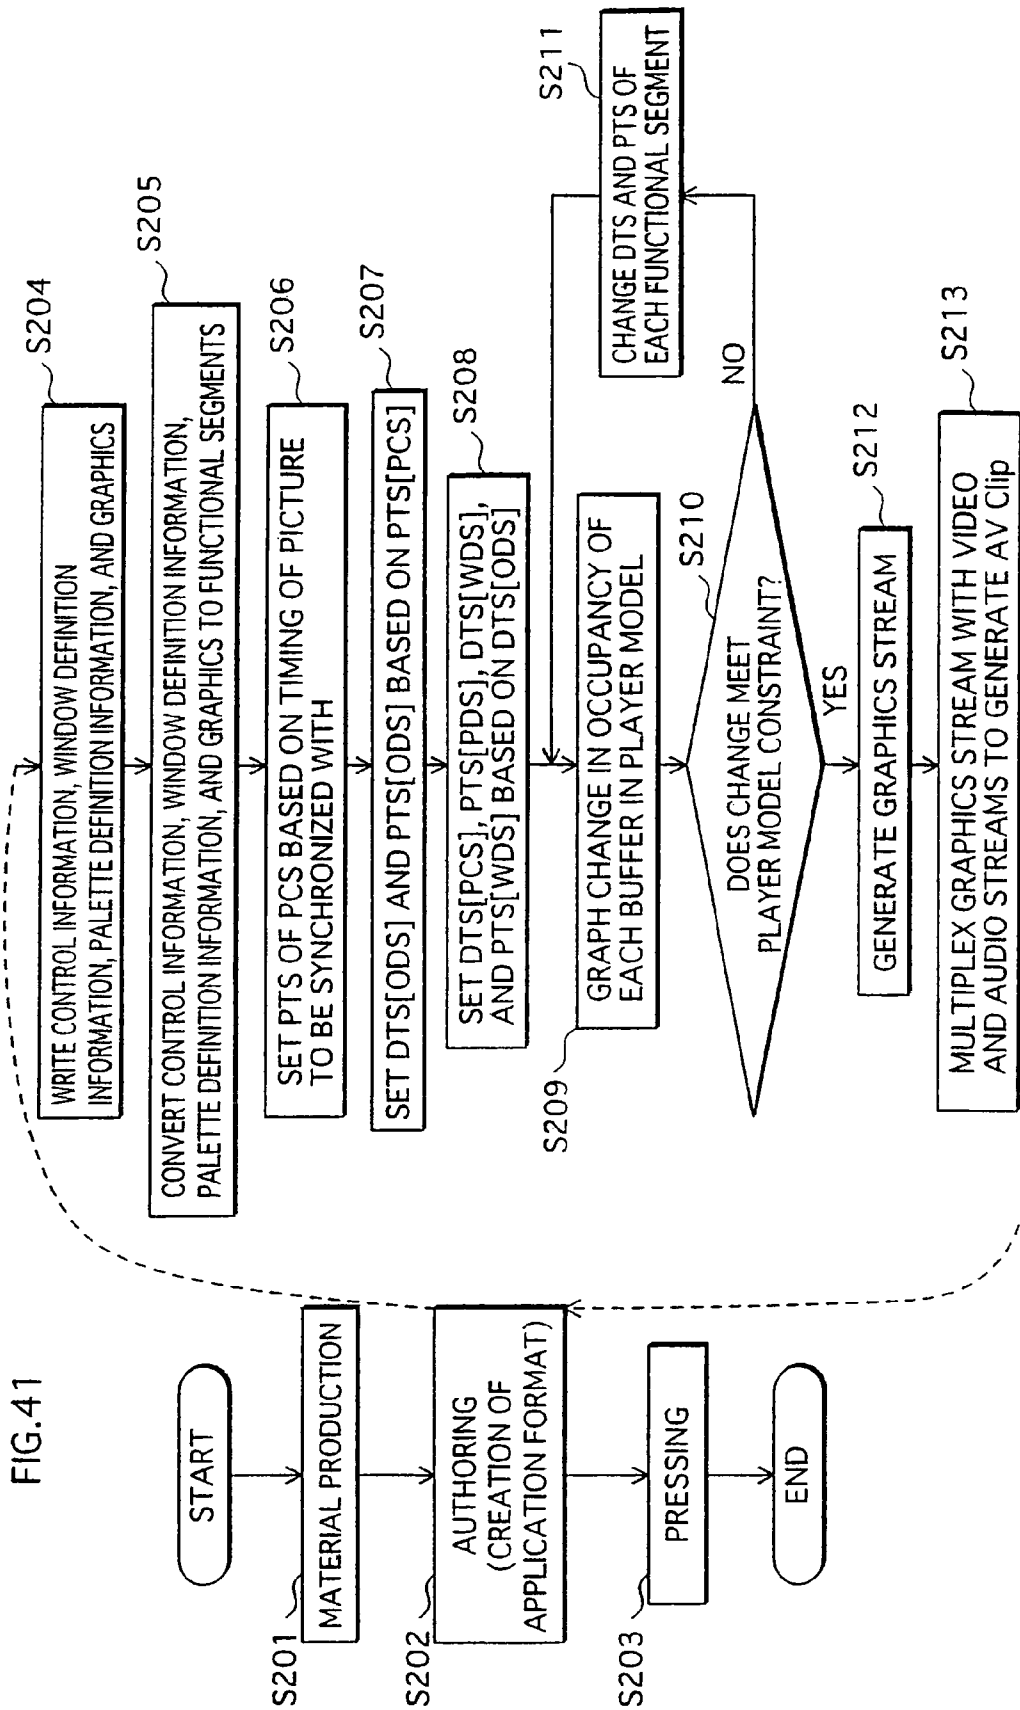 FIG.41
START
S201
MATERIAL PRODUCTION
S202
AUTHORING
(CREATION OF
APPLICATION FORMAT)
S203
PRESSING
END
S204
WRITE CONTROL INFORMATION, WINDOW DEFINITION
INFORMATION, PALETTE DEFINITION INFORMATION, AND GRAPHICS
S205
CONVERT CONTROL INFORMATION, WINDOW DEFINITION INFORMATION,
PALETTE DEFINITION INFORMATION, AND GRAPHICS TO FUNCTIONAL SEGMENTS
S206
SET PTS OF PCS BASED ON TIMING OF PICTURE
TO BE SYNCHRONIZED WITH
S207
SET DTS[ODS] AND PTS[ODS] BASED ON PTS[PCS]
S208
SET DTS[PCS], PTS[PDS], DTS[WDS],
AND PTS[WDS] BASED ON DTS[ODS]
S209
GRAPH CHANGE IN OCCUPANCY OF
EACH BUFFER IN PLAYER MODEL
S210
DOES CHANGE MEET
PLAYER MODEL CONSTRAINT?
NO
S211
CHANGE DTS AND PTS OF
EACH FUNCTIONAL SEGMENT
YES
S212
GENERATE GRAPHICS STREAM
S213
MULTIPLEX GRAPHICS STREAM WITH VIDEO
AND AUDIO STREAMS TO GENERATE AV Clip